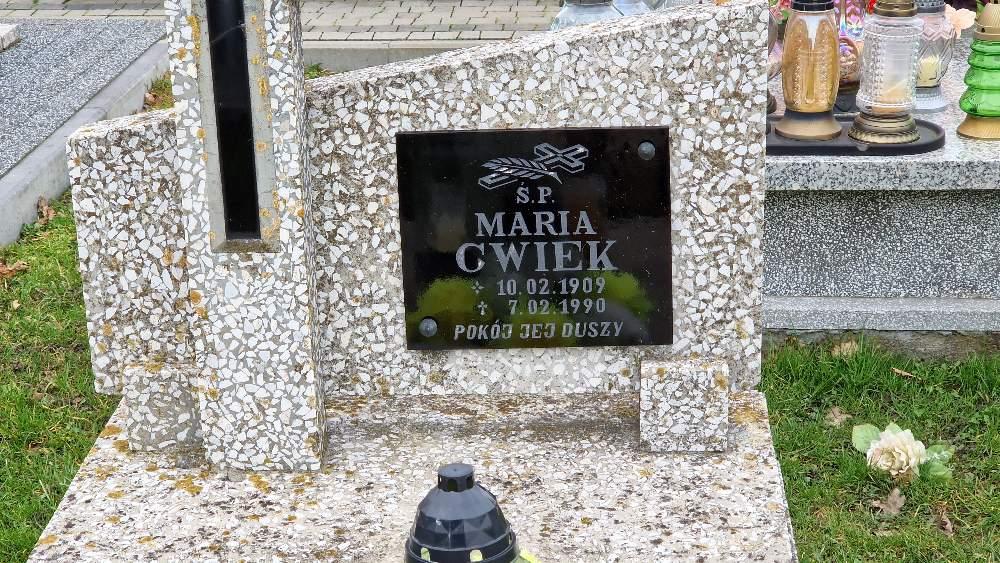 Ś.P.
MARIA
CWIEK
10.02.1909
7.02.1990
POKÓJ JEJ DUSZY